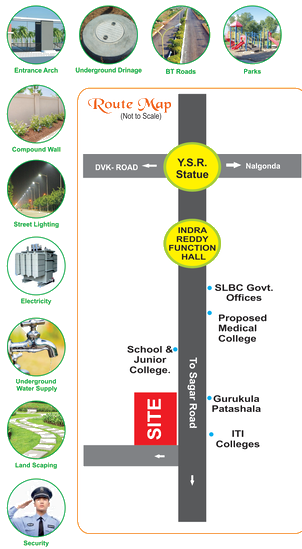 Entrance Arch
Underground Drinage
BT Roads
Parks
Compound Wall
Street Lighting
Electricity
Underground
Water Supply
Land Scaping
Security
Route Map
(Not to Scale)
DVK- ROAD
Y.S.R.
Statue
Nalgonda
INDRA
REDDY
FUNCTION
HALL
SLBC Govt.
Offices
Proposed
Medical
College
School &
Junior
College.
To Sagar Road
Gurukula
Patashala
SITE
ITI
Colleges